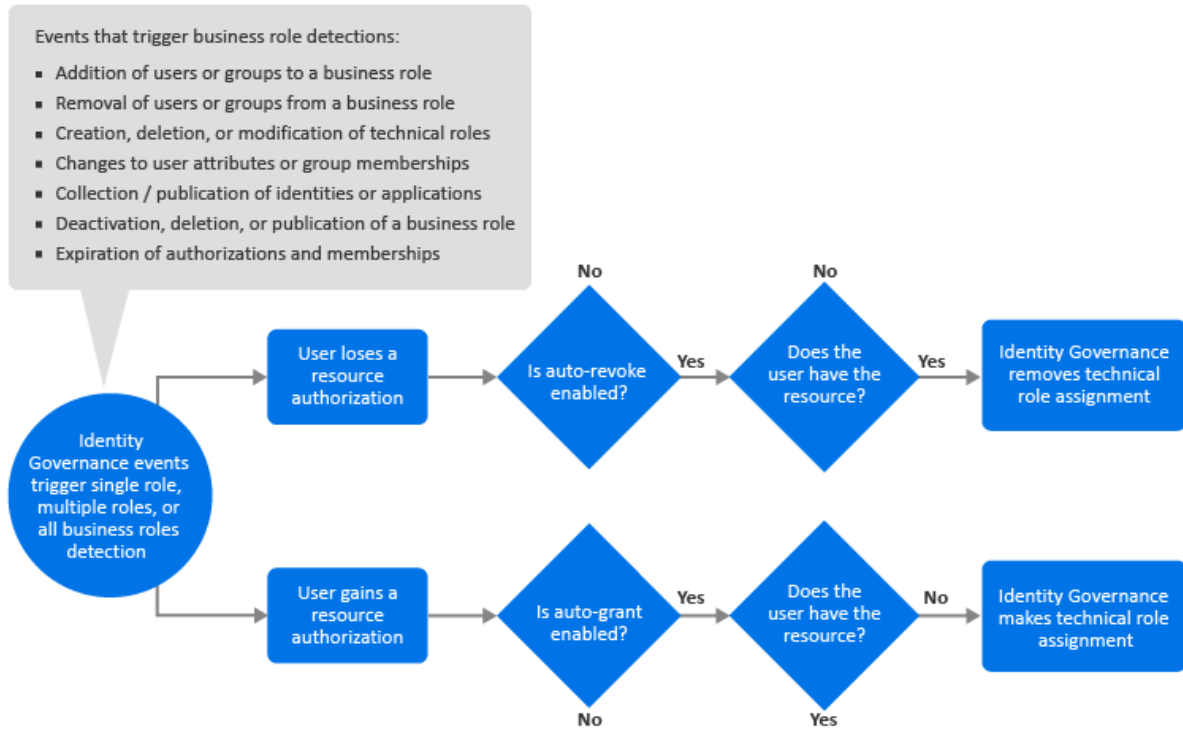 Events that trigger business role detections:
▪ Addition of users or groups to a business role
▪ Removal of users or groups from a business role
▪ Creation, deletion, or modification of technical roles
▪ Changes to user attributes or group memberships
▪ Collection / publication of identities or applications
▪ Deactivation, deletion, or publication of a business role
▪ Expiration of authorizations and memberships
Identity
Governance events
trigger single role,
multiple roles, or
all business roles
detection
User loses a
resource
authorization
No
Is auto-revoke
enabled?
Yes
No
Does the
user have the
resource?
Yes
Identity Governance
removes technical
role assignment
User gains a
resource
authorization
Is auto-grant
enabled?
No
Yes
Does the
user have the
resource?
Yes
No
Identity Governance
makes technical role
assignment